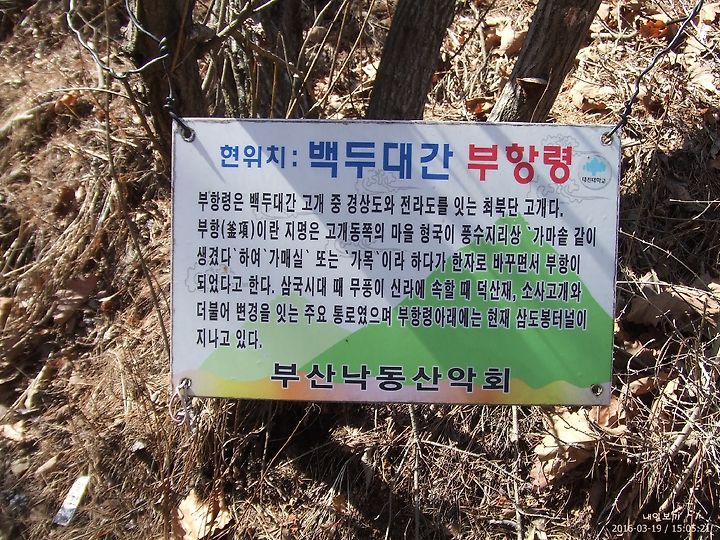 현위치: 백두대간 부항령
대진대학교
부항령은 백두대간 고개 중 경상도와 전라도를 잇는 최북단 고개다.
부항(釜項)이란 지명은 고개동쪽의 마을 형국이 풍수지리상 `가마솥 같이
생겼다`하여`가매실` 또는 `가목`이라 하다가 한자로 바꾸면서 부항이
되었다고 한다. 삼국시대 때 무풍이 신라에 속할 때 덕산재, 소사고개와
더불어 변경을 잇는 주요 통로였으며 부항령아래에는 현재 삼도봉터널이
지나고 있다.
부산낙동산악회
2016-03-19 / 15:05:21